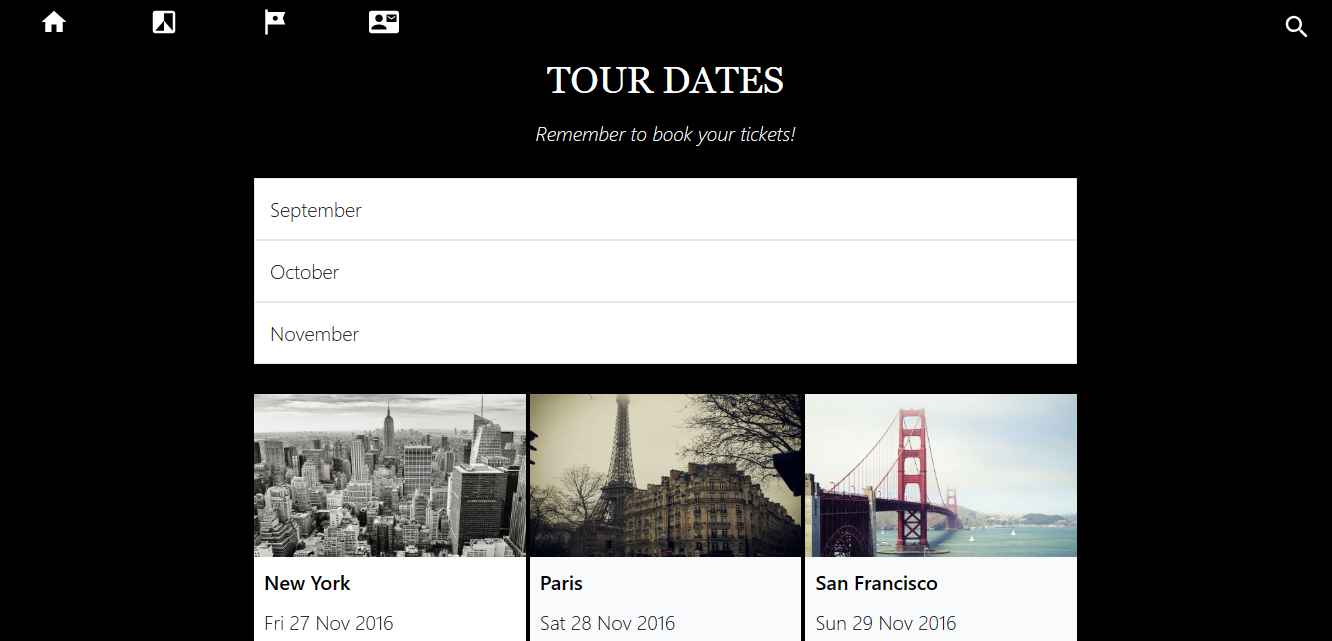 TOUR DATES
Remember to book your tickets!
September
October
November
New York
Fri 27 Nov 2016
Paris
Sat 28 Nov 2016
San Francisco
Sun 29 Nov 2016